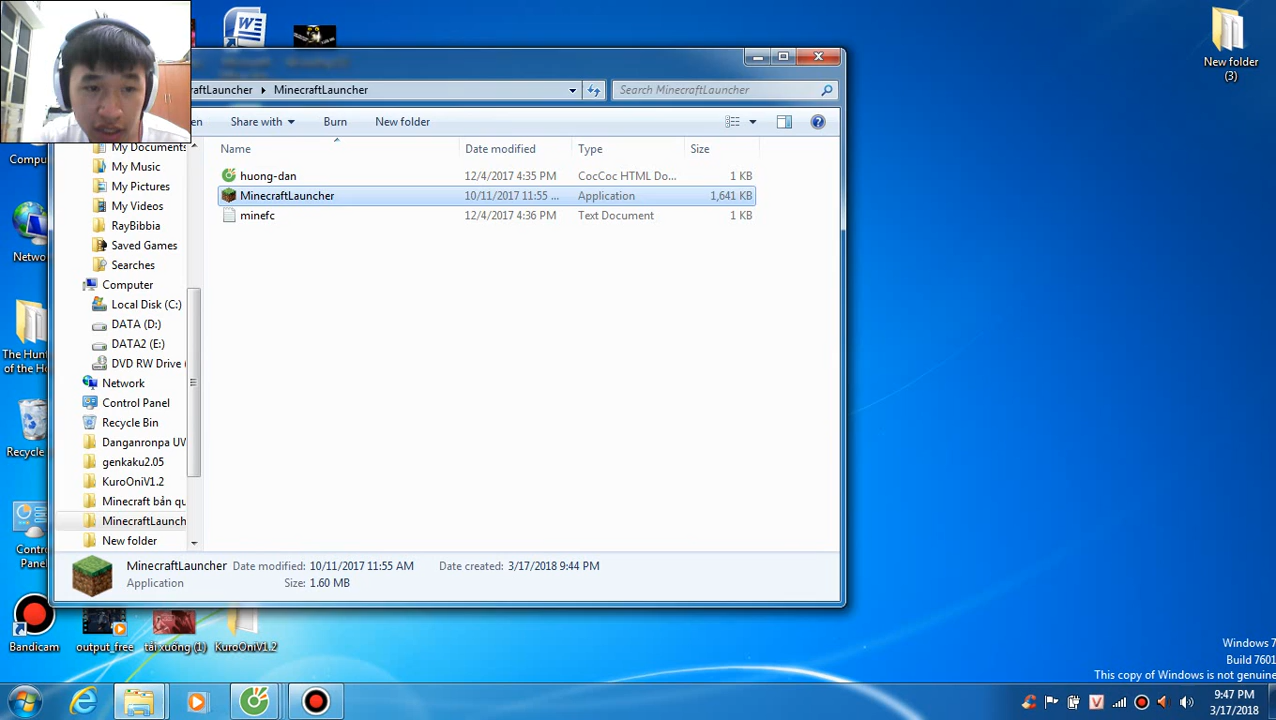 New folder
(3)
raftLauncher
MinecraftLauncher
Search MinecraftLauncher
en
Share with
Burn
New folder
Name
Date modified
Type
Size
huong-dan
12/4/2017 4:35 PM
CocCoc HTML Do...
1 KB
MinecraftLauncher
10/11/2017 11:55 ...
Application
1,641 KB
minefc
12/4/2017 4:36 PM
Text Document
1 KB
My Documents
My Music
My Pictures
My Videos
RayBibbia
Saved Games
Searches
Computer
Local Disk (C:)
DATA (D:)
DATA2 (E:)
DVD RW Drive (
Network
Control Panel
Recycle Bin
Danganronpa UV
genkaku2.05
KuroOniV1.2
Minecraft bản qu
MinecraftLaunch
New folder
Compu
Netwo
The Hunt
of the Ho
Recycle
Contro
Panel
MinecraftLauncher
Date modified: 10/11/2017 11:55 AM
Date created: 3/17/2018 9:44 PM
Application
Size: 1.60 MB
Bandicam
output_free
tải xuống (1)
KuroOniV1.2
Windows 7
Build 7601
This copy of Windows is not genuine
9:47 PM
3/17/2018